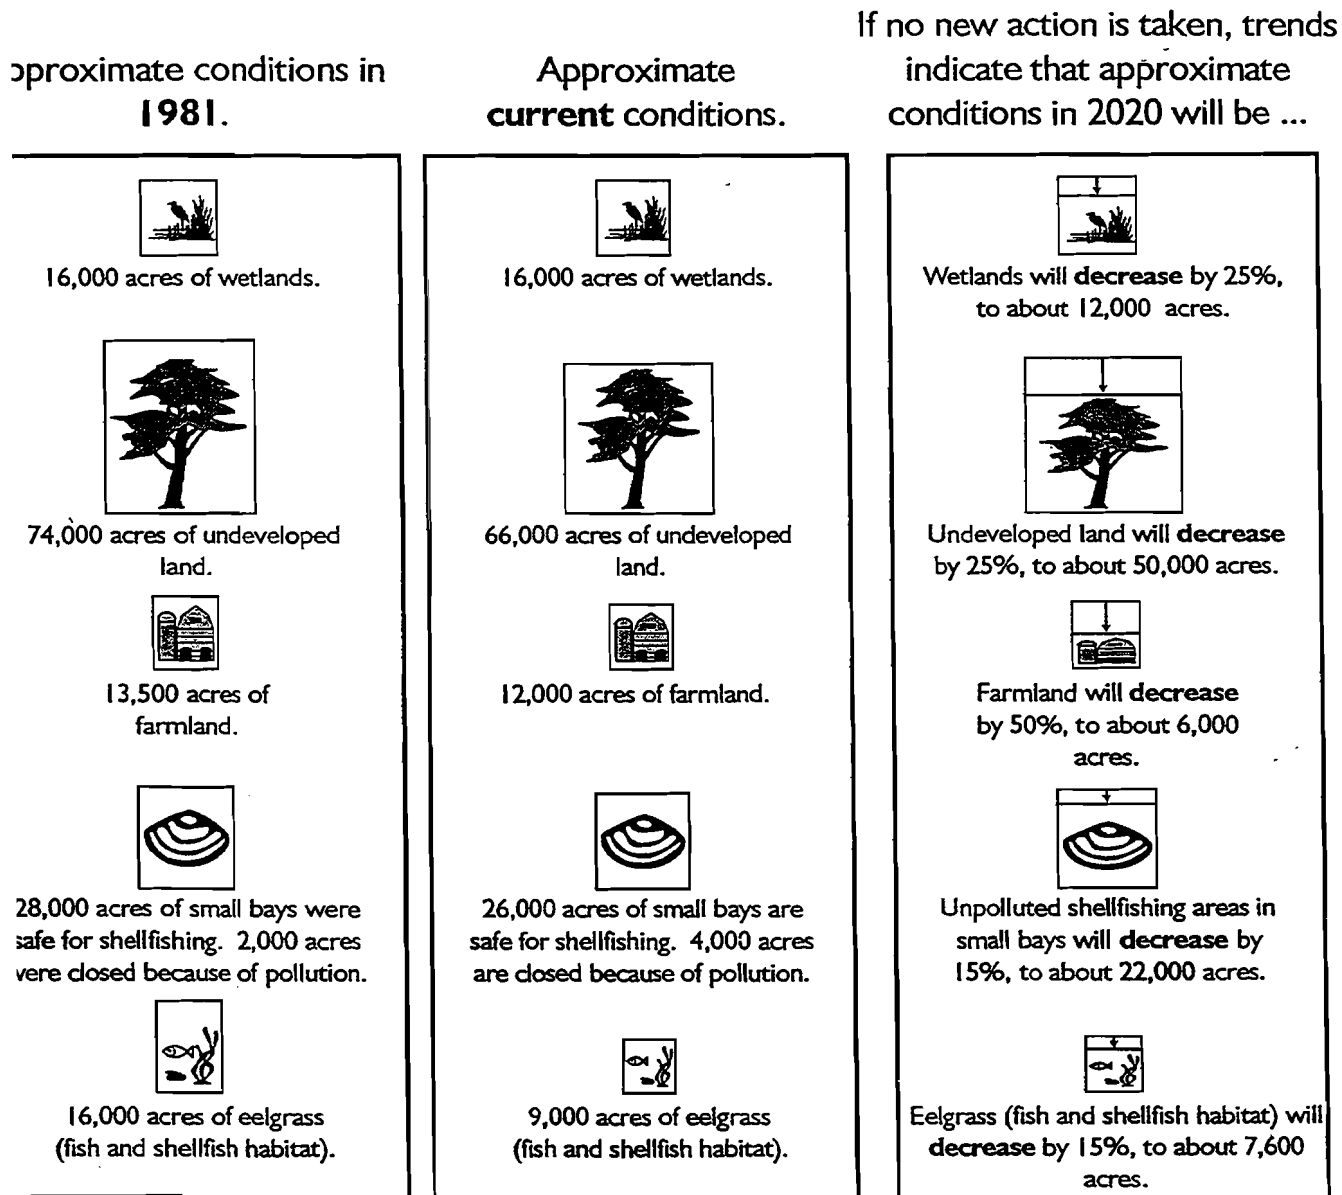 pproximate conditions in
1981.
16,000 acres of wetlands.
74,000 acres of undeveloped
land.
13,500 acres of
farmland.
28,000 acres of small bays were
safe for shellfishing. 2,000 acres
were closed because of pollution.
16,000 acres of eelgrass
(fish and shellfish habitat).
Approximate
current conditions.
16,000 acres of wetlands.
66,000 acres of undeveloped
land.
12,000 acres of farmland.
26,000 acres of small bays are
safe for shellfishing. 4,000 acres
are closed because of pollution.
9,000 acres of eelgrass
(fish and shellfish habitat).
If no new action is taken, trends
indicate that approximate
conditions in 2020 will be ...
Wetlands will decrease by 25%,
to about 12,000 acres.
Undeveloped land will decrease
by 25%, to about 50,000 acres.
Farmland will decrease
by 50%, to about 6,000
acres.
Unpolluted shellfishing areas in
small bays will decrease by
15%, to about 22,000 acres.
Eelgrass (fish and shellfish habitat) will
decrease by 15%, to about 7,600
acres.